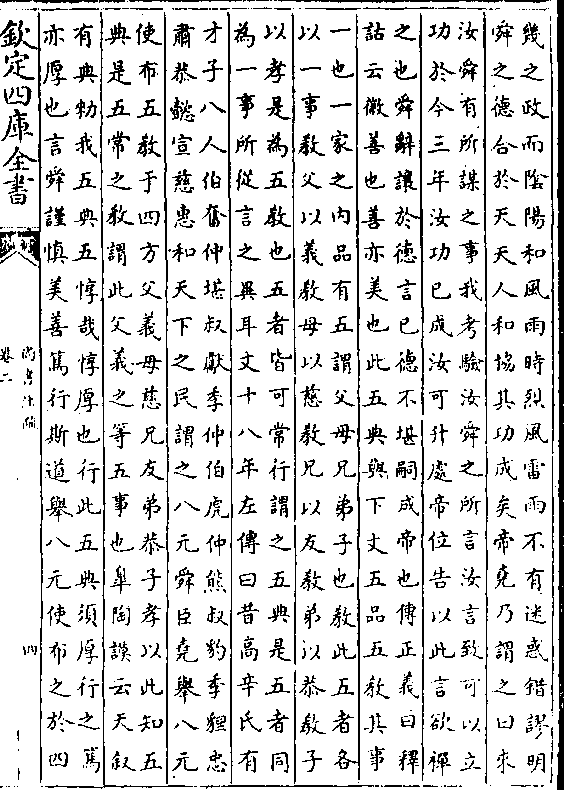 幾之政而陰陽和風雨時烈風雷雨不有迷惑錯謬明
舜之德合於天天人和協其功成矣帝堯乃謂之曰來
汝舜有所謀之事我考驗汝舜之所言汝言致可以立
功於今三年汝功已成汝可升處帝位告以此言欲禪
之也舜辭讓於德言已德不堪嗣成帝也傳正義曰釋
詁云徽善也善亦美也此五典與下文五品五教其事
一也一家之內品有五謂父母兄弟子也教此五者各
以一事教父以義教母以慈教兄以友教弟以恭教子
以孝是為五教也五者皆可常行謂之五典是五者同
為一事所從言之異耳文十八年左傳曰昔高辛氏有
才子八人伯奮仲堪叔獻季仲伯虎仲熊叔豹季貍忠
肅恭懿宣慈惠和天下之民謂之八元舜臣堯舉八元
使布五教于四方父義母慈兄友弟恭子孝以此知五
典是五常之教謂此父義之等五事也皐陶謨云天叙
有典勑我五典五惇哉惇厚也行此五典須厚行之篤
亦厚也言舜謹慎美善篤行斯道舉八元使布之於四
欽定四庫全書
尚書注疏
卷二
四